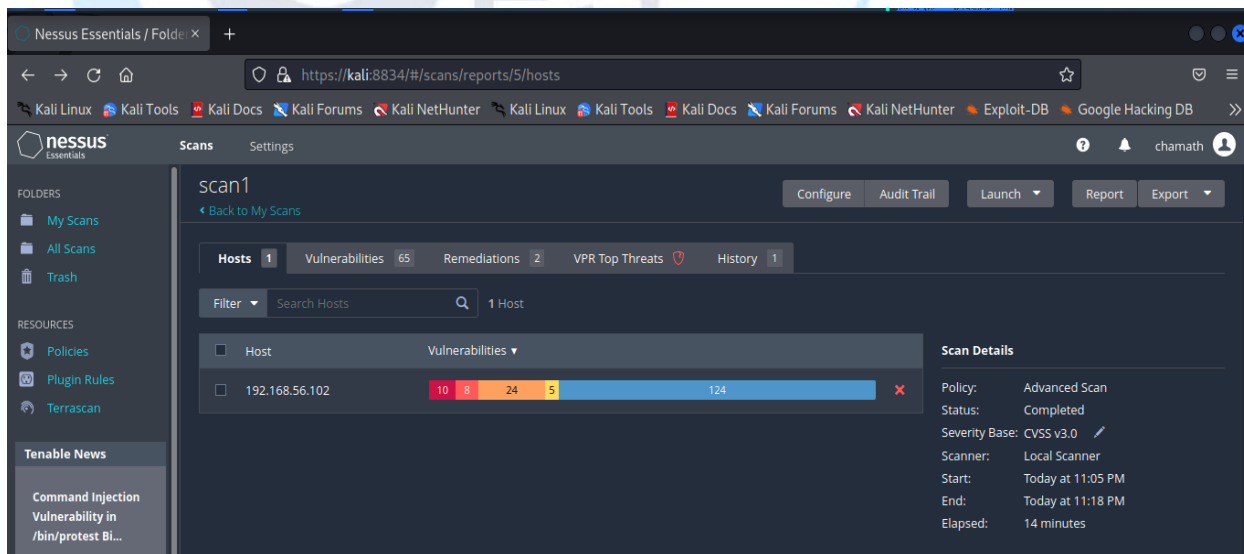 Nessus Essentials / Folde
https://kali:8834/#/scans/reports/5/hosts
Kali Linux Kali Tools Kali Docs Kali Forums Kali NetHunter Kali Linux Kali Tools Kali Docs Kali Forums Kali NetHunter Exploit-DB Google Hacking DB
nessus
Essentials
Scans Settings
chamath
FOLDERS
My Scans
All Scans
Trash
RESOURCES
Policies
Plugin Rules
Terrascan
Tenable News
Command Injection
Vulnerability in
/bin/protest Bi...
scan1
Back to My Scans
Configure Audit Trail Launch Report Export
Hosts 1 Vulnerabilities 65 Remediations 2 VPR Top Threats History 1
Filter Search Hosts 1 Host
Host Vulnerabilities
192.168.56.102 10 8 24 5 124
Scan Details
Policy: Advanced Scan
Status: Completed
Severity Base: CVSS v3.0
Scanner: Local Scanner
Start: Today at 11:05 PM
End: Today at 11:18 PM
Elapsed: 14 minutes